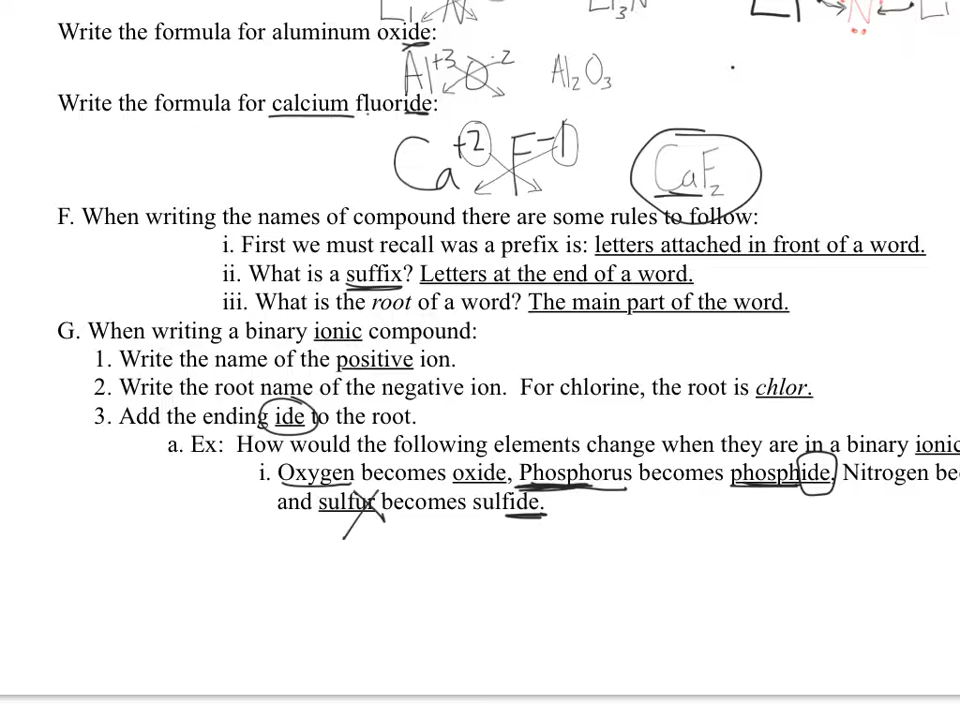 Li N Li3N N Li
Write the formula for aluminum oxide:
Al+3 O-2 Al2O3
Write the formula for calcium fluoride:
Ca+2 F-1 CaF2
F. When writing the names of compound there are some rules to follow:
i. First we must recall was a prefix is: letters attached in front of a word.
ii. What is a suffix? Letters at the end of a word.
iii. What is the root of a word? The main part of the word.
G. When writing a binary ionic compound:
1. Write the name of the positive ion.
2. Write the root name of the negative ion. For chlorine, the root is chlor.
3. Add the ending ide to the root.
a. Ex: How would the following elements change when they are in a binary ionic
i. Oxygen becomes oxide, Phosphorus becomes phosphide, Nitrogen be
and sulfur becomes sulfide.